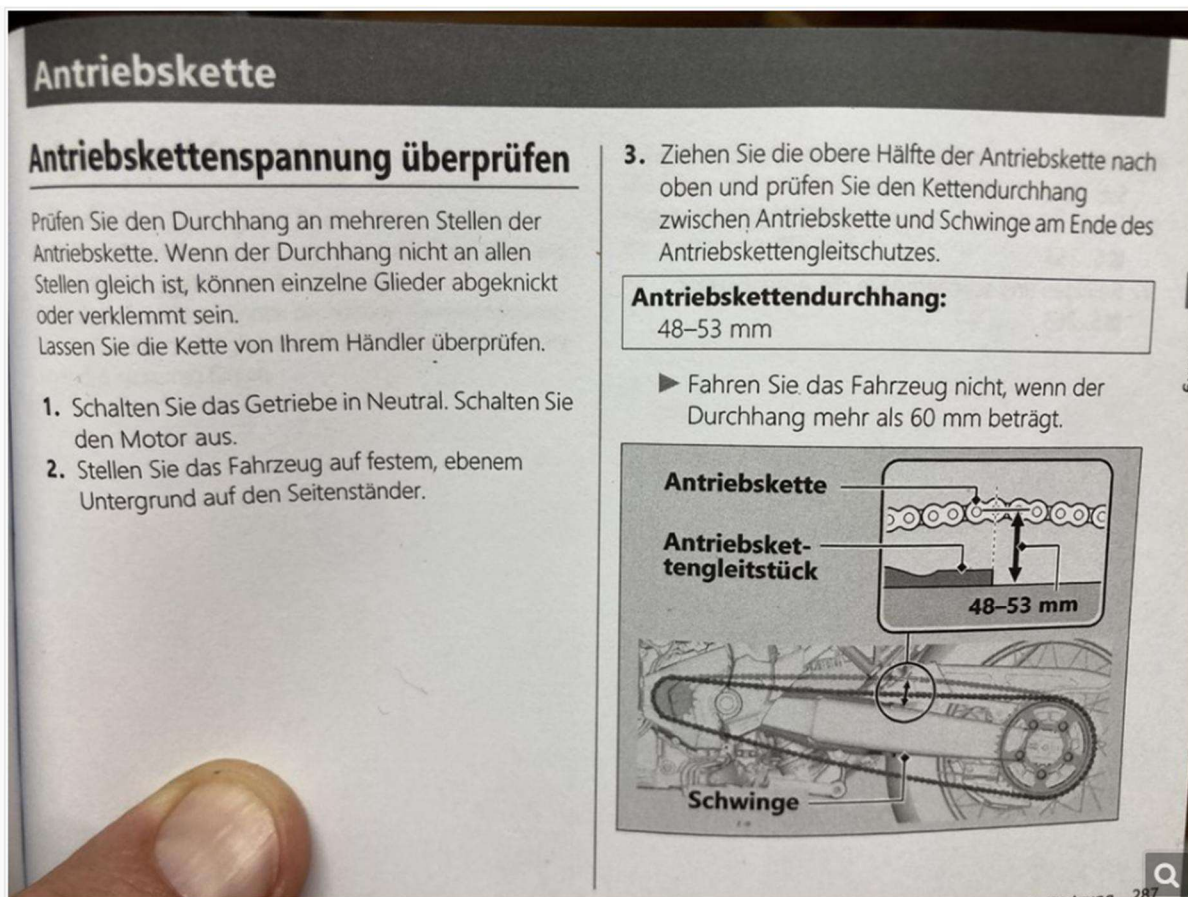 Antriebskette
Antriebskettenspannung überprüfen
Prüfen Sie den Durchhang an mehreren Stellen der
Antriebskette. Wenn der Durchhang nicht an allen
Stellen gleich ist, können einzelne Glieder abgeknickt
oder verklemmt sein.
Lassen Sie die Kette von Ihrem Händler überprüfen.
1. Schalten Sie das Getriebe in Neutral. Schalten Sie
den Motor aus.
2. Stellen Sie das Fahrzeug auf festem, ebenem
Untergrund auf den Seitenständer.
3. Ziehen Sie die obere Hälfte der Antriebskette nach
oben und prüfen Sie den Kettendurchhang
zwischen Antriebskette und Schwinge am Ende des
Antriebskettengleitschutzes.
Antriebskettendurchhang:
48–53 mm
▶ Fahren Sie das Fahrzeug nicht, wenn der
Durchhang mehr als 60 mm beträgt.
Antriebskette
Antriebsket-
tengleitstück
48–53 mm
Schwinge
287